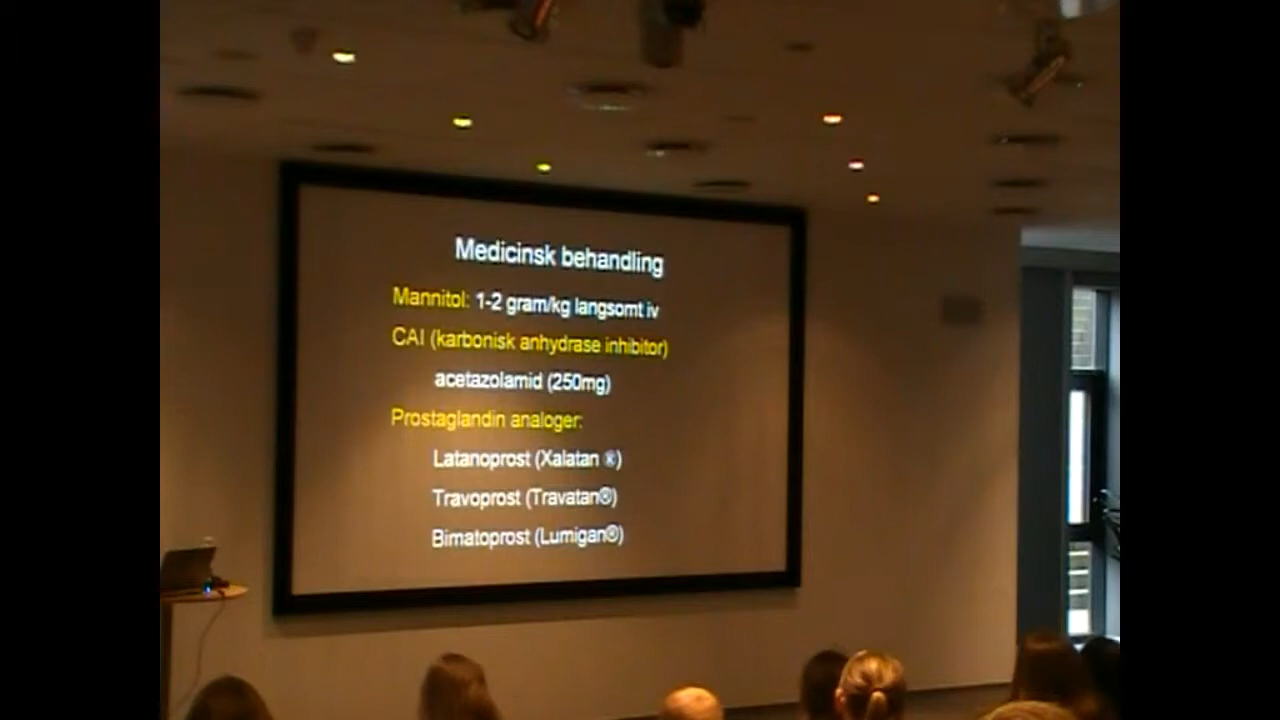 Medicinsk behandling
Mannitol: 1-2 gram/kg langsomt iv
CAI (karbonisk anhydrase inhibitor)
acetazolamid (250mg)
Prostaglandin analoger:
Latanoprost (Xalatan ®)
Travoprost (Travatan®)
Bimatoprost (Lumigan®)